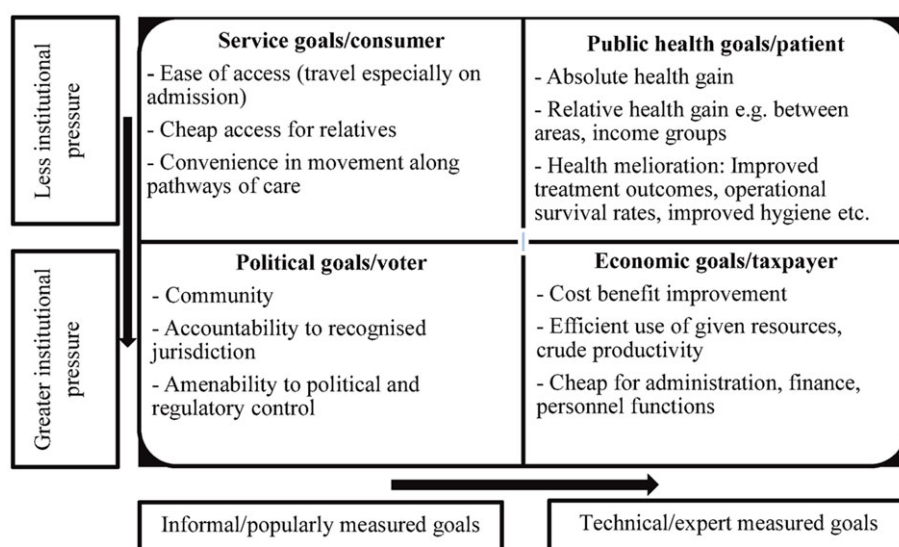 Less institutional
pressure
Greater institutional
pressure
Service goals/consumer
- Ease of access (travel especially on
admission)
- Cheap access for relatives
- Convenience in movement along
pathways of care
Public health goals/patient
- Absolute health gain
- Relative health gain e.g. between
areas, income groups
- Health melioration: Improved
treatment outcomes, operational
survival rates, improved hygiene etc.
Political goals/voter
- Community
- Accountability to recognised
jurisdiction
- Amenability to political and
regulatory control
Economic goals/taxpayer
- Cost benefit improvement
- Efficient use of given resources,
crude productivity
- Cheap for administration, finance,
personnel functions
Informal/popularly measured goals
Technical/expert measured goals